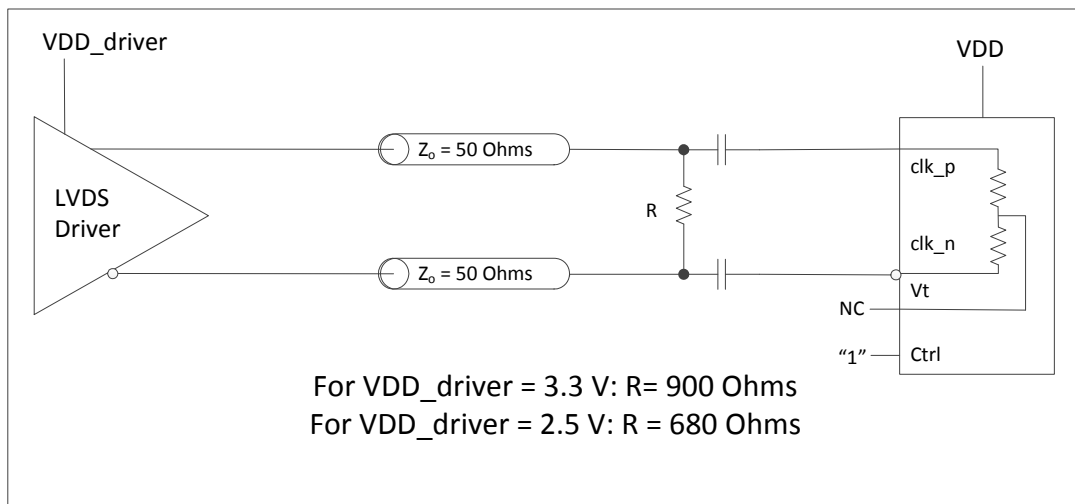 VDD_driver
VDD
Zo = 50 Ohms
clk_p
LVDS
Driver
R
clk_n
Zo = 50 Ohms
Vt
NC
“1”
Ctrl
For VDD_driver = 3.3 V: R= 900 Ohms
For VDD_driver = 2.5 V: R = 680 Ohms